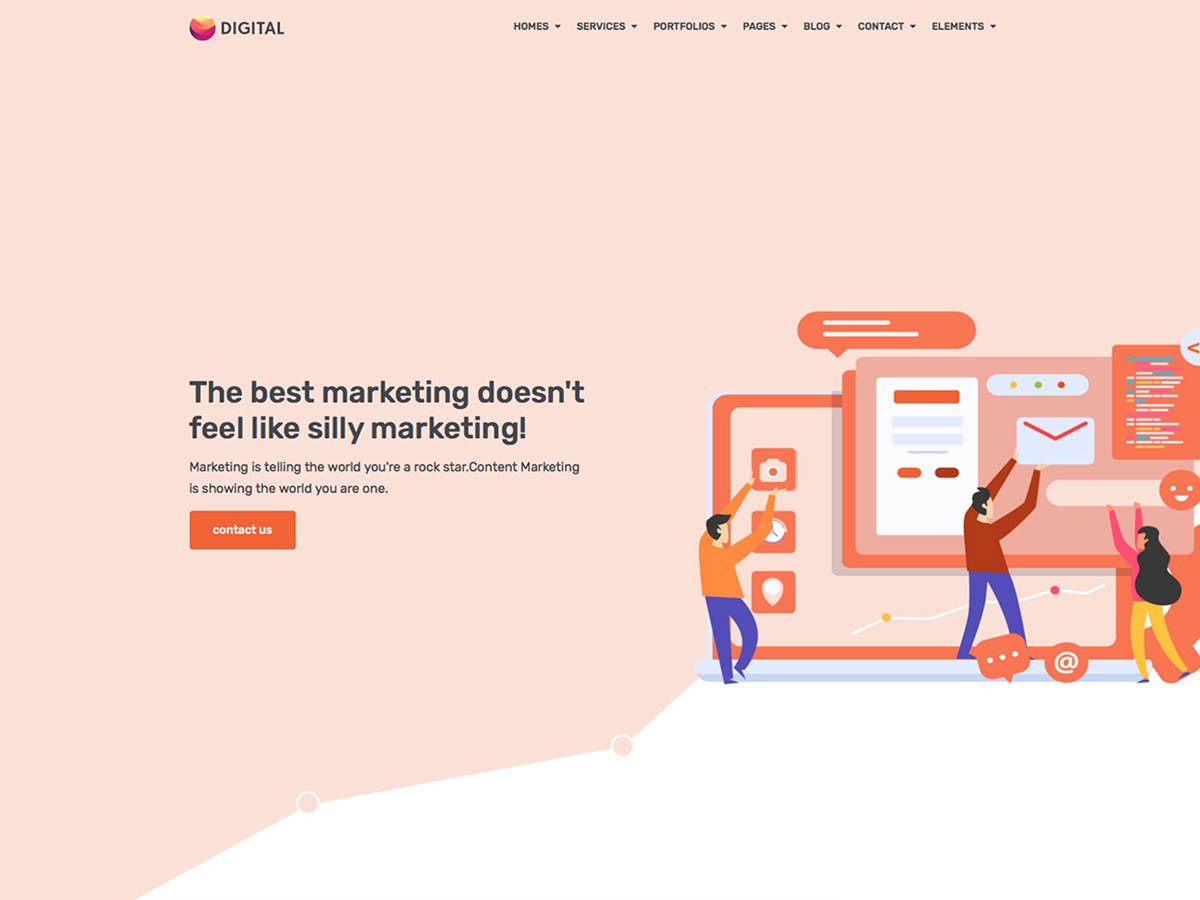 DIGITAL
HOMES SERVICES PORTFOLIOS PAGES BLOG CONTACT ELEMENTS
The best marketing doesn't
feel like silly marketing!
Marketing is telling the world you're a rock star.Content Marketing
is showing the world you are one.
contact us
<
@